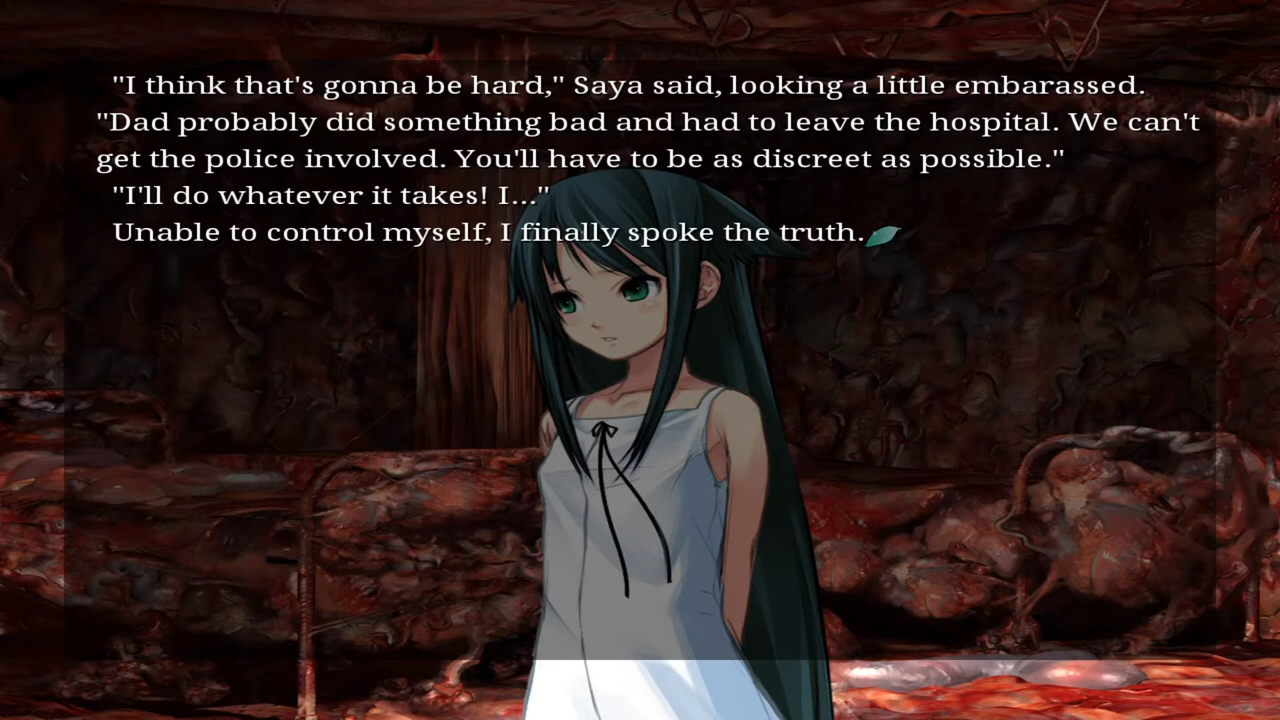 "I think that's gonna be hard," Saya said, looking a little embarassed.
"Dad probably did something bad and had to leave the hospital. We can't
get the police involved. You'll have to be as discreet as possible."
"I'll do whatever it takes! I..."
Unable to control myself, I finally spoke the truth.